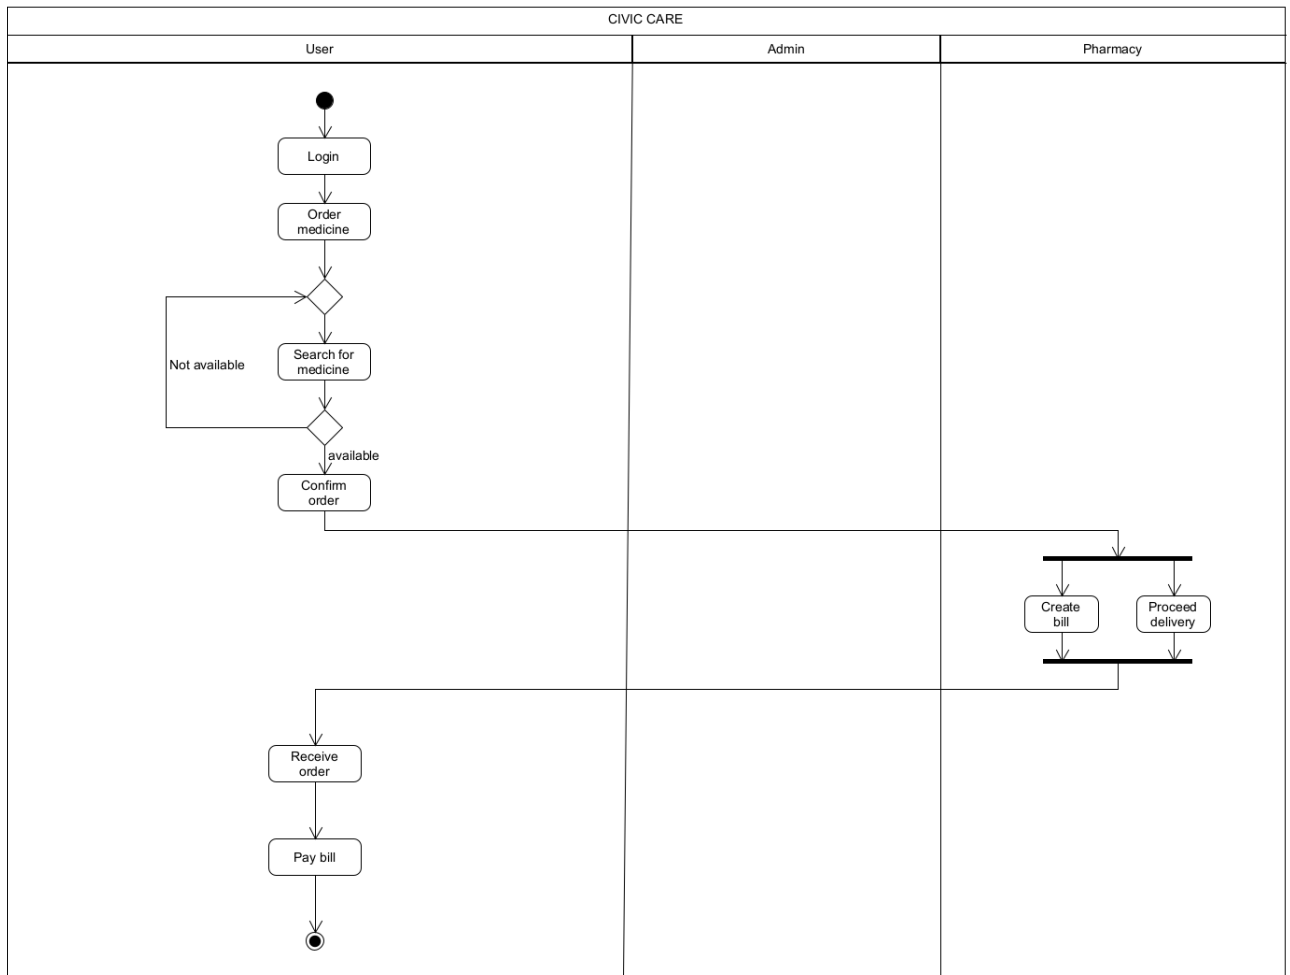 CIVIC CARE
User
Admin
Pharmacy
Login
Order
medicine
Search for
medicine
Not available
available
Confirm
order
Create
bill
Proceed
delivery
Receive
order
Pay bill